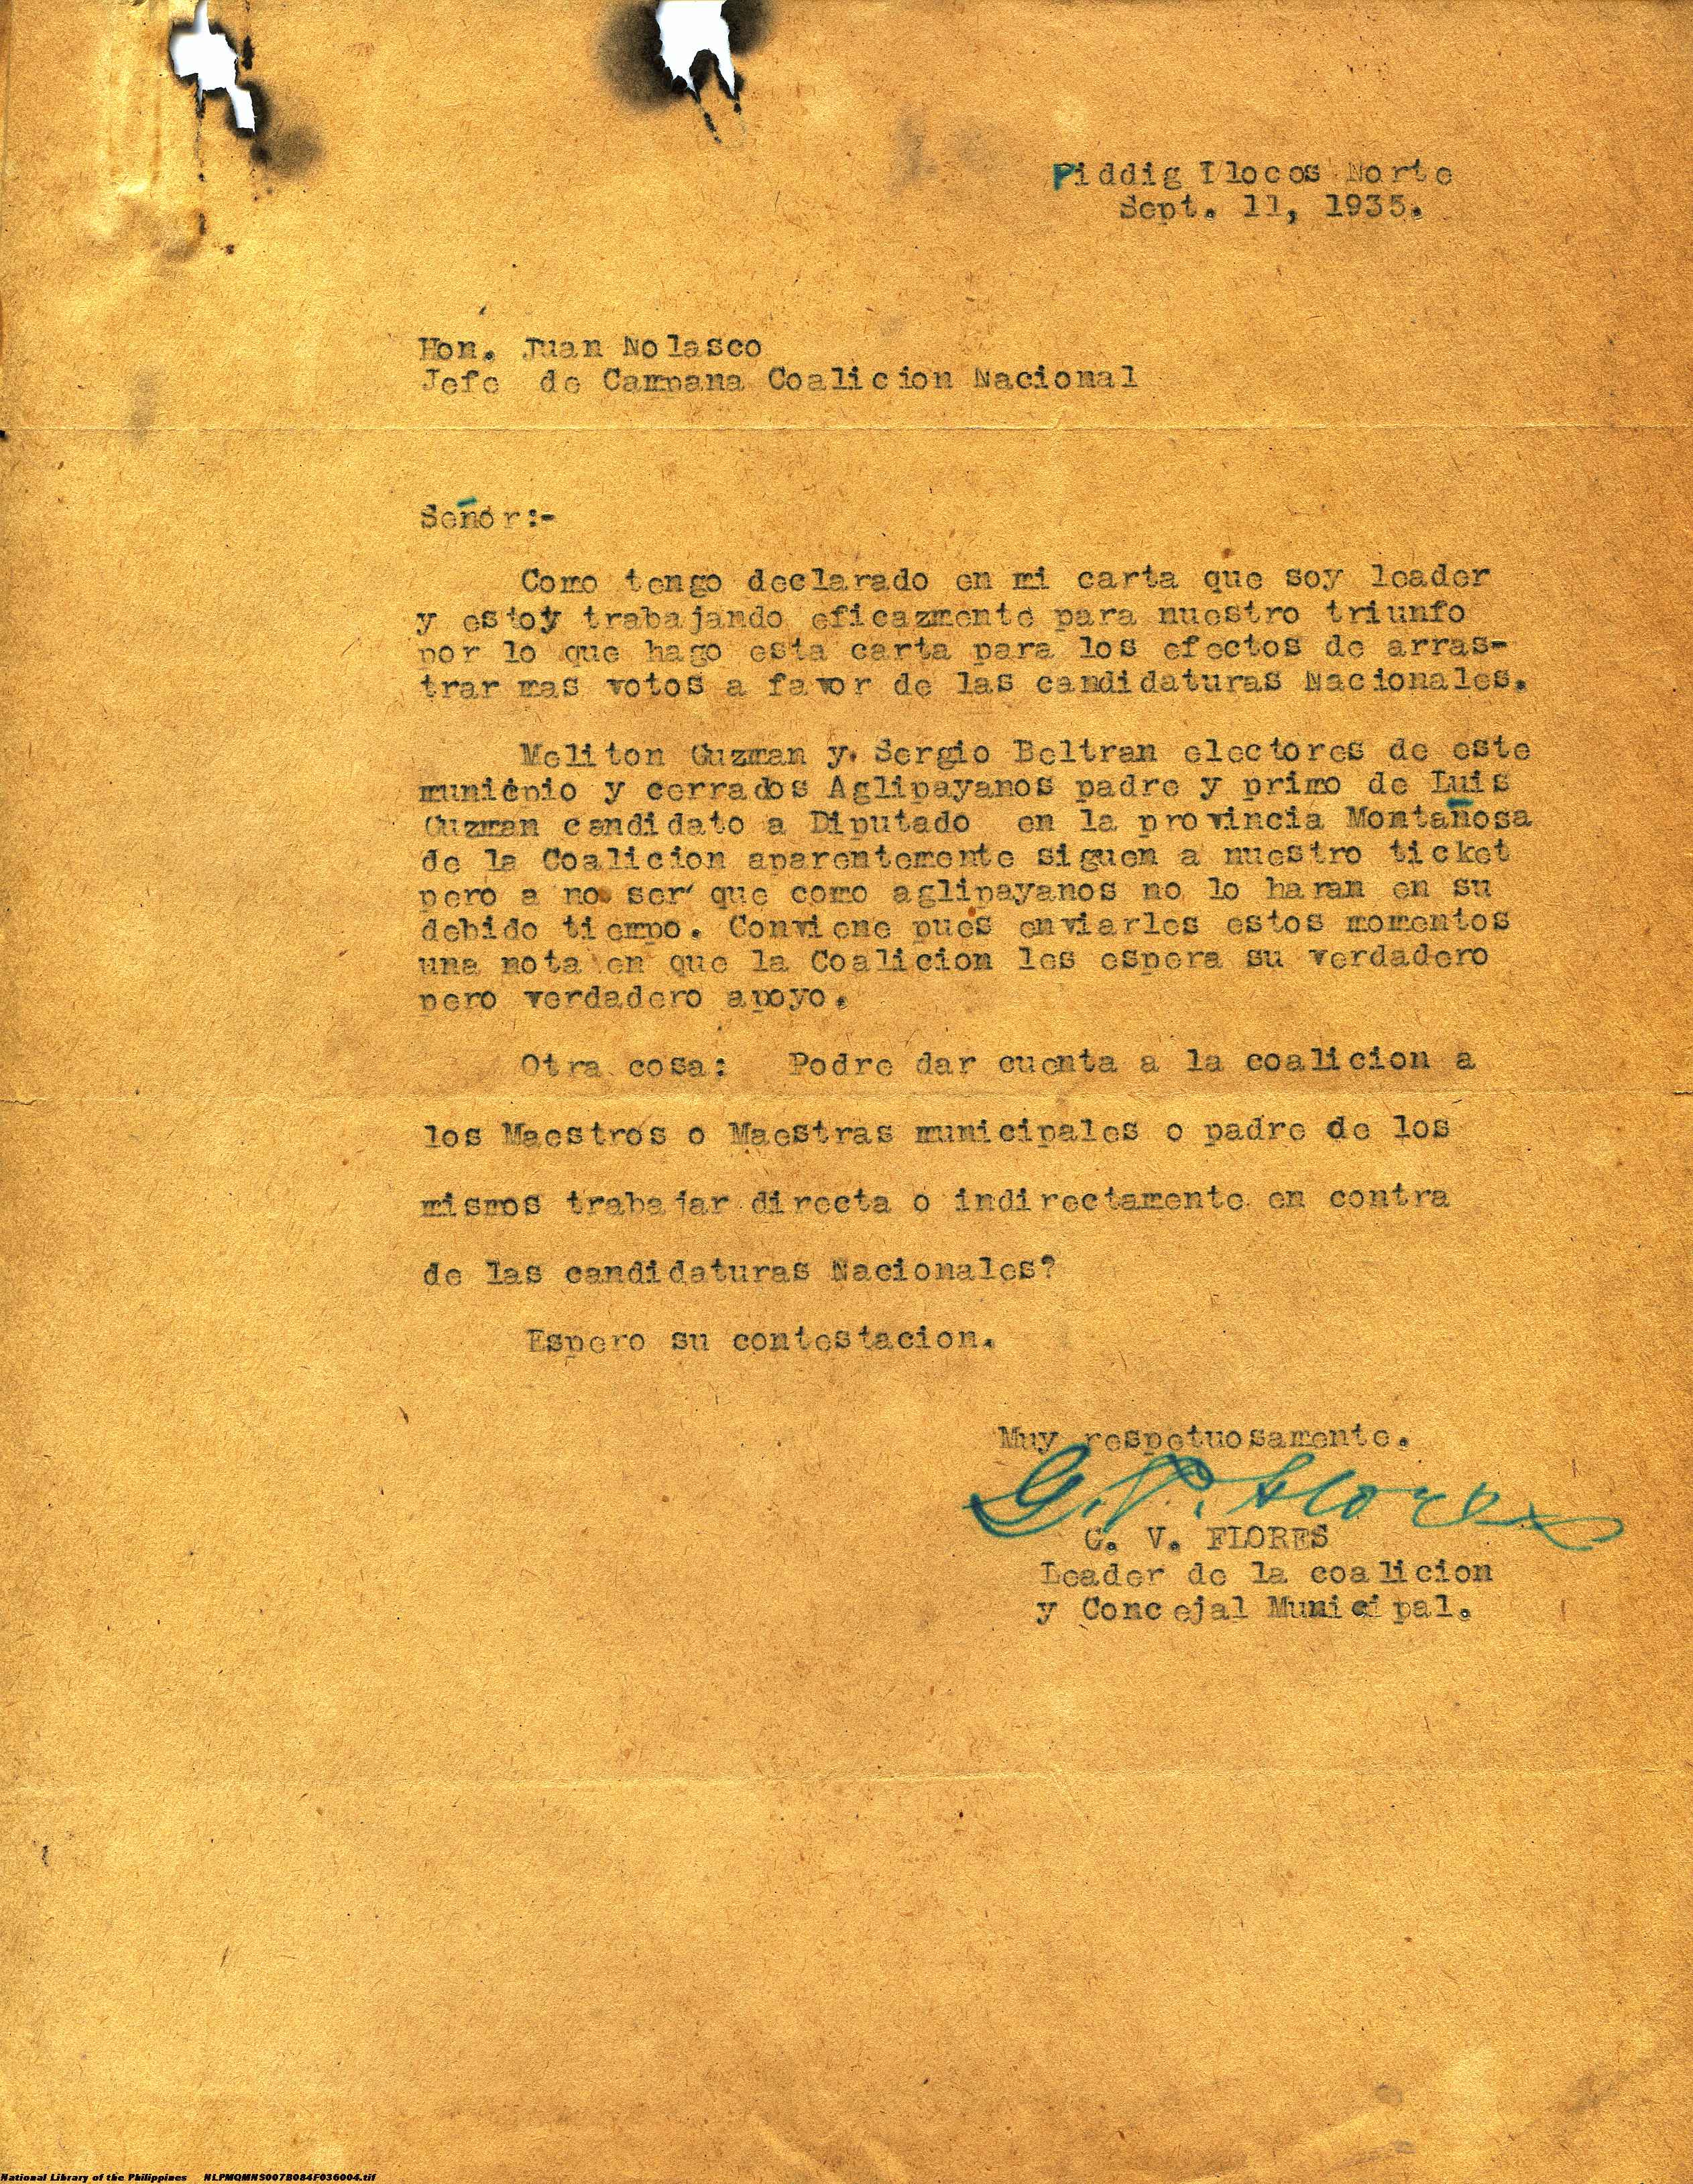 Piddig Ilocos Norte
Sept. 11, 1935.
Hon. Juan Nolasco
Jefe de Campana Coalicion Nacional
Señor:-
Como tengo declarado en mi carta que soy leader
y estoy trabajando eficazmente para nuestro triunfo
por lo que hago esta carta para los efectos de arras-
trar mas votos a favor de las candidaturas Nacionales.
Meliton Guzman y. Sergio Beltran electores de este
municpio y cerrados Aglipayanos padre y primo de Luis
Guzman candidato a Diputado en la provincia Montañosa
de la Coalicion aparentemente siguen a nuestro ticket
pero a no ser que como aglipayanos no lo haran en su
debido tiempo. Conviene pues enviarles estos momentos
una nota en que la Coalicion les espera su verdadero
pero verdadero apoyo.
Otra cosa: Podre dar cuenta a la coalicion a
los Maestros o Maestras municipales o padre de los
mismos trabajar directa o indirectamente en contra
de las candidaturas Nacionales?
Espero su contestacion.
Muy respetuosamente.
G. V. Flores
G. V. FLORES
Leader de la coalicion
y Concejal Municipal.
National Library of the Philippines NLPMQMNS007B084F036004.tif